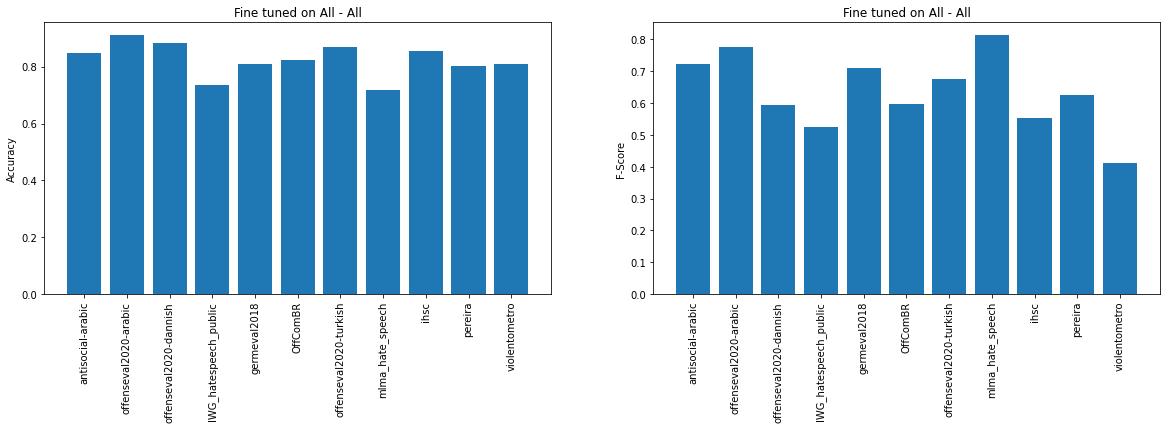 Fine tuned on All - All
Accuracy
0.8
0.6
0.4
0.2
0.0
antisocial-arabic
offenseval2020-arabic
offenseval2020-dannish
IWG_hatespeech_public
germeval2018
OffComBR
offenseval2020-turkish
mlma_hate_speech
ihsc
pereira
violentometro
Fine tuned on All - All
F-Score
0.8
0.7
0.6
0.5
0.4
0.3
0.2
0.1
0.0
antisocial-arabic
offenseval2020-arabic
offenseval2020-dannish
IWG_hatespeech_public
germeval2018
OffComBR
offenseval2020-turkish
mlma_hate_speech
ihsc
pereira
violentometro